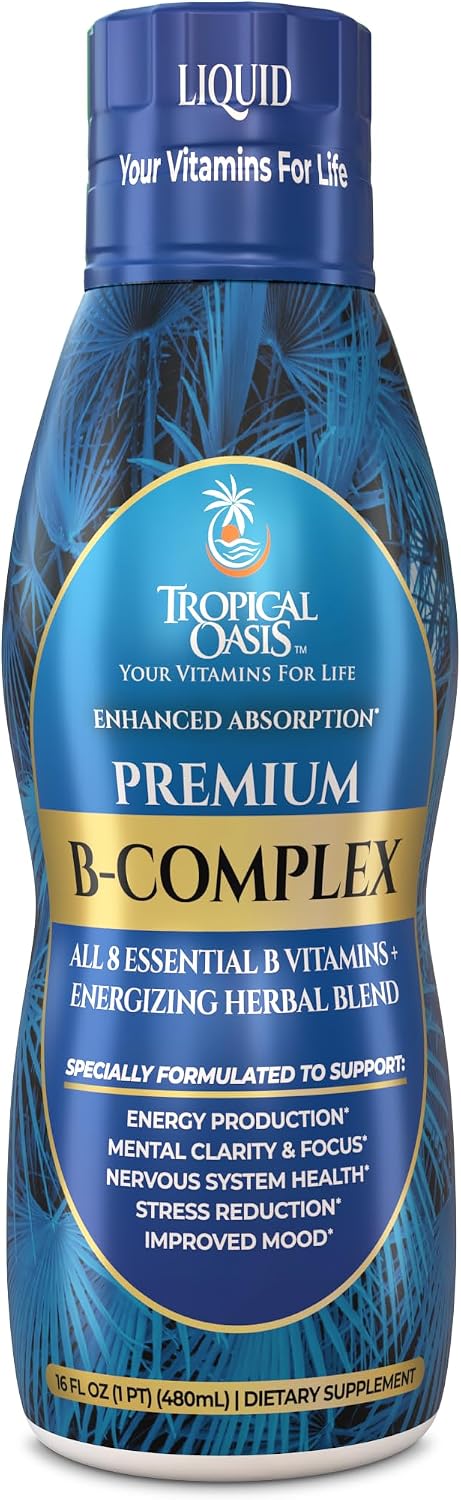 LIQUID
Your Vitamins For Life
TROPICAL
OASIS™
YOUR VITAMINS FOR LIFE
ENHANCED ABSORPTION*
PREMIUM
B-COMPLEX
ALL 8 ESSENTIAL B VITAMINS +
ENERGIZING HERBAL BLEND
SPECIALLY FORMULATED TO SUPPORT:
ENERGY PRODUCTION*
MENTAL CLARITY & FOCUS*
NERVOUS SYSTEM HEALTH*
STRESS REDUCTION*
IMPROVED MOOD*
16 FL OZ (1 PT) (480mL) | DIETARY SUPPLEMENT